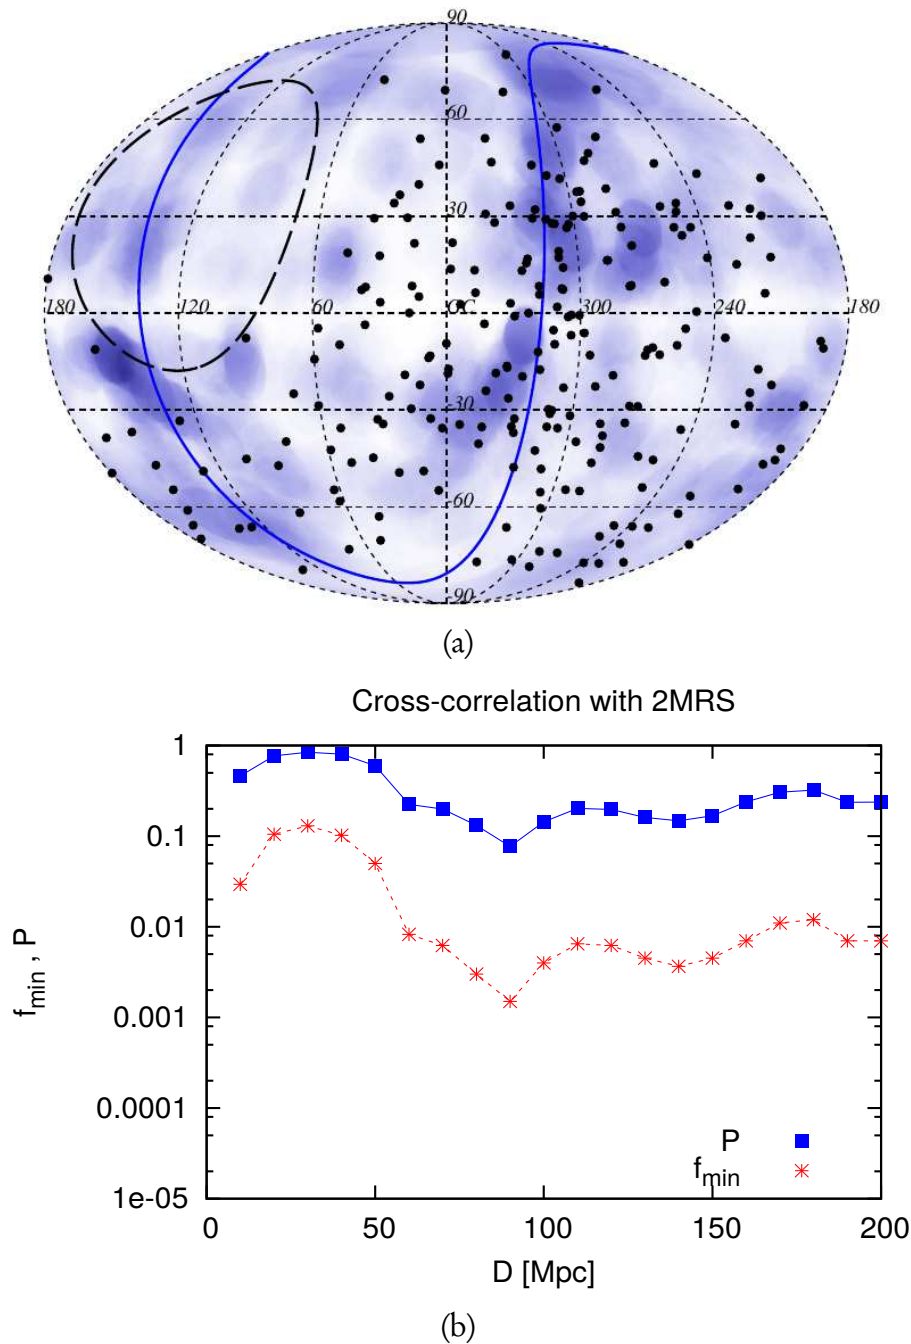 90
60
30
180 120 60 GC 300 240 180
-30
-60
-90
(a)
Cross-correlation with 2MRS
1
0.1
0.01
0.001
0.0001
1e-05
f_min , P
P
f_min
0 50 100 150 200
D [Mpc]
(b)